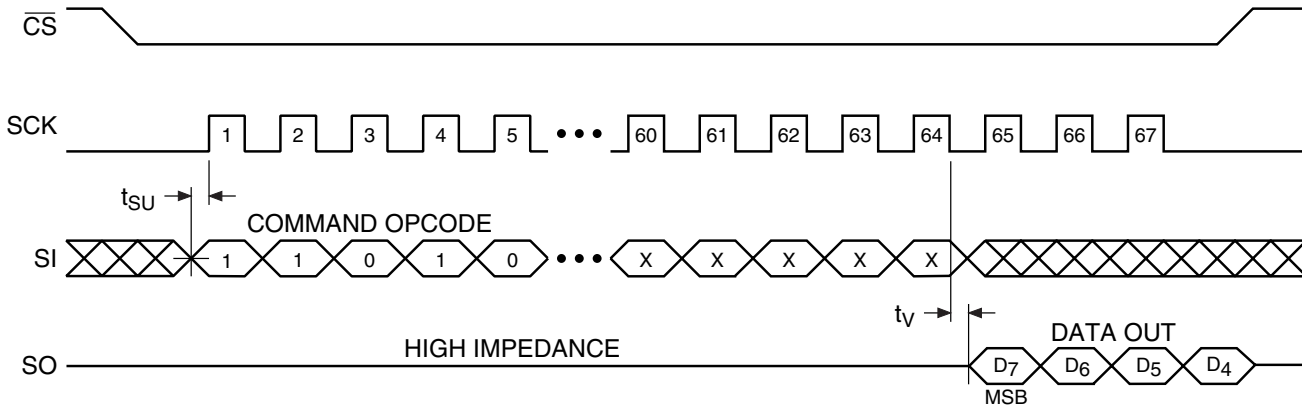 CS
SCK 1 2 3 4 5 ••• 60 61 62 63 64 65 66 67
tSU
COMMAND OPCODE
SI 1 1 0 1 0 ••• X X X X X
tV
HIGH IMPEDANCE DATA OUT
SO D7 D6 D5 D4
MSB